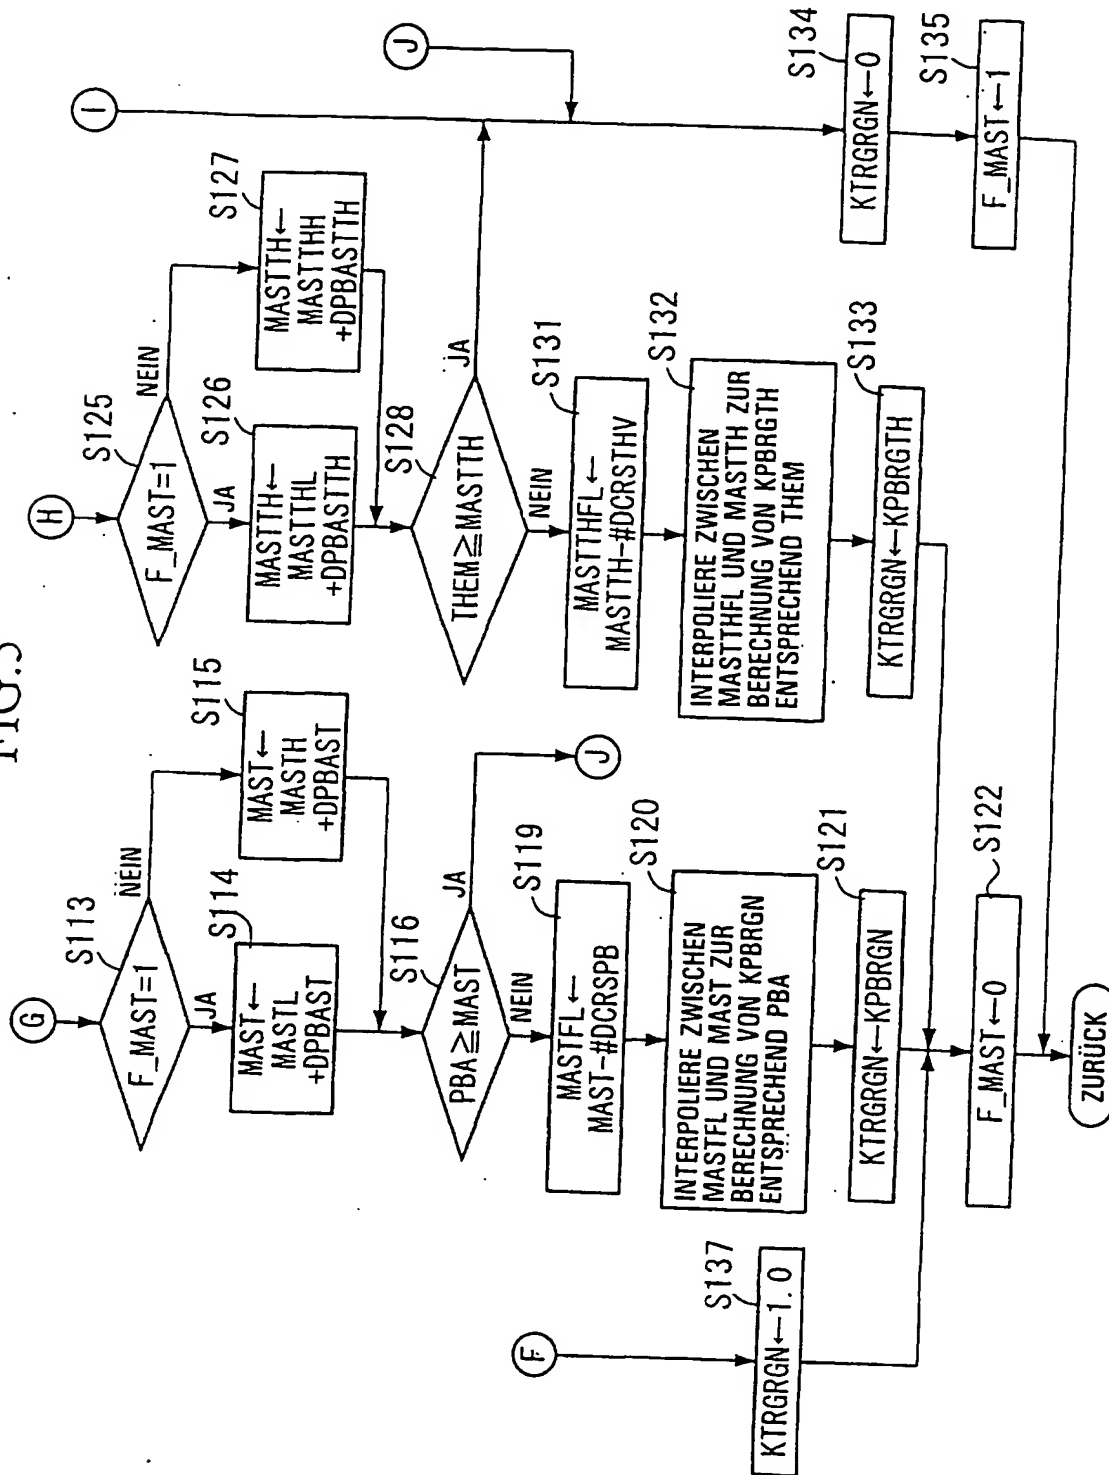 FIG.5
G
S113
F_MAST=1
NEIN
JA
S114
MAST←
MASTL
+DPBAST
S115
MAST←
MASTH
+DPBAST
S116
PBA≧MAST
JA
J
NEIN
S119
MASTFL←
MAST-#DCRSPB
S120
INTERPOLIERE ZWISCHEN
MASTFL UND MAST ZUR
BERECHNUNG VON KPBRGN
ENTSPRECHEND PBA
S121
KTRGRGN←KPBRGN
S122
F_MAST←0
ZURÜCK
F
S137
KTRGRGN←1.0
H
S125
F_MAST=1
NEIN
JA
S126
MASTTH←
MASTTHL
+DPBASTTH
S127
MASTTH←
MASTTHH
+DPBASTTH
S128
THEM≧MASTTH
JA
NEIN
S131
MASTTHFL←
MASTTH-#DCRSTHV
S132
INTERPOLIERE ZWISCHEN
MASTTHFL UND MASTTH ZUR
BERECHNUNG VON KPBRGTH
ENTSPRECHEND THEM
S133
KTRGRGN←KPBRGTH
I
J
S134
KTRGRGN←0
S135
F_MAST←1